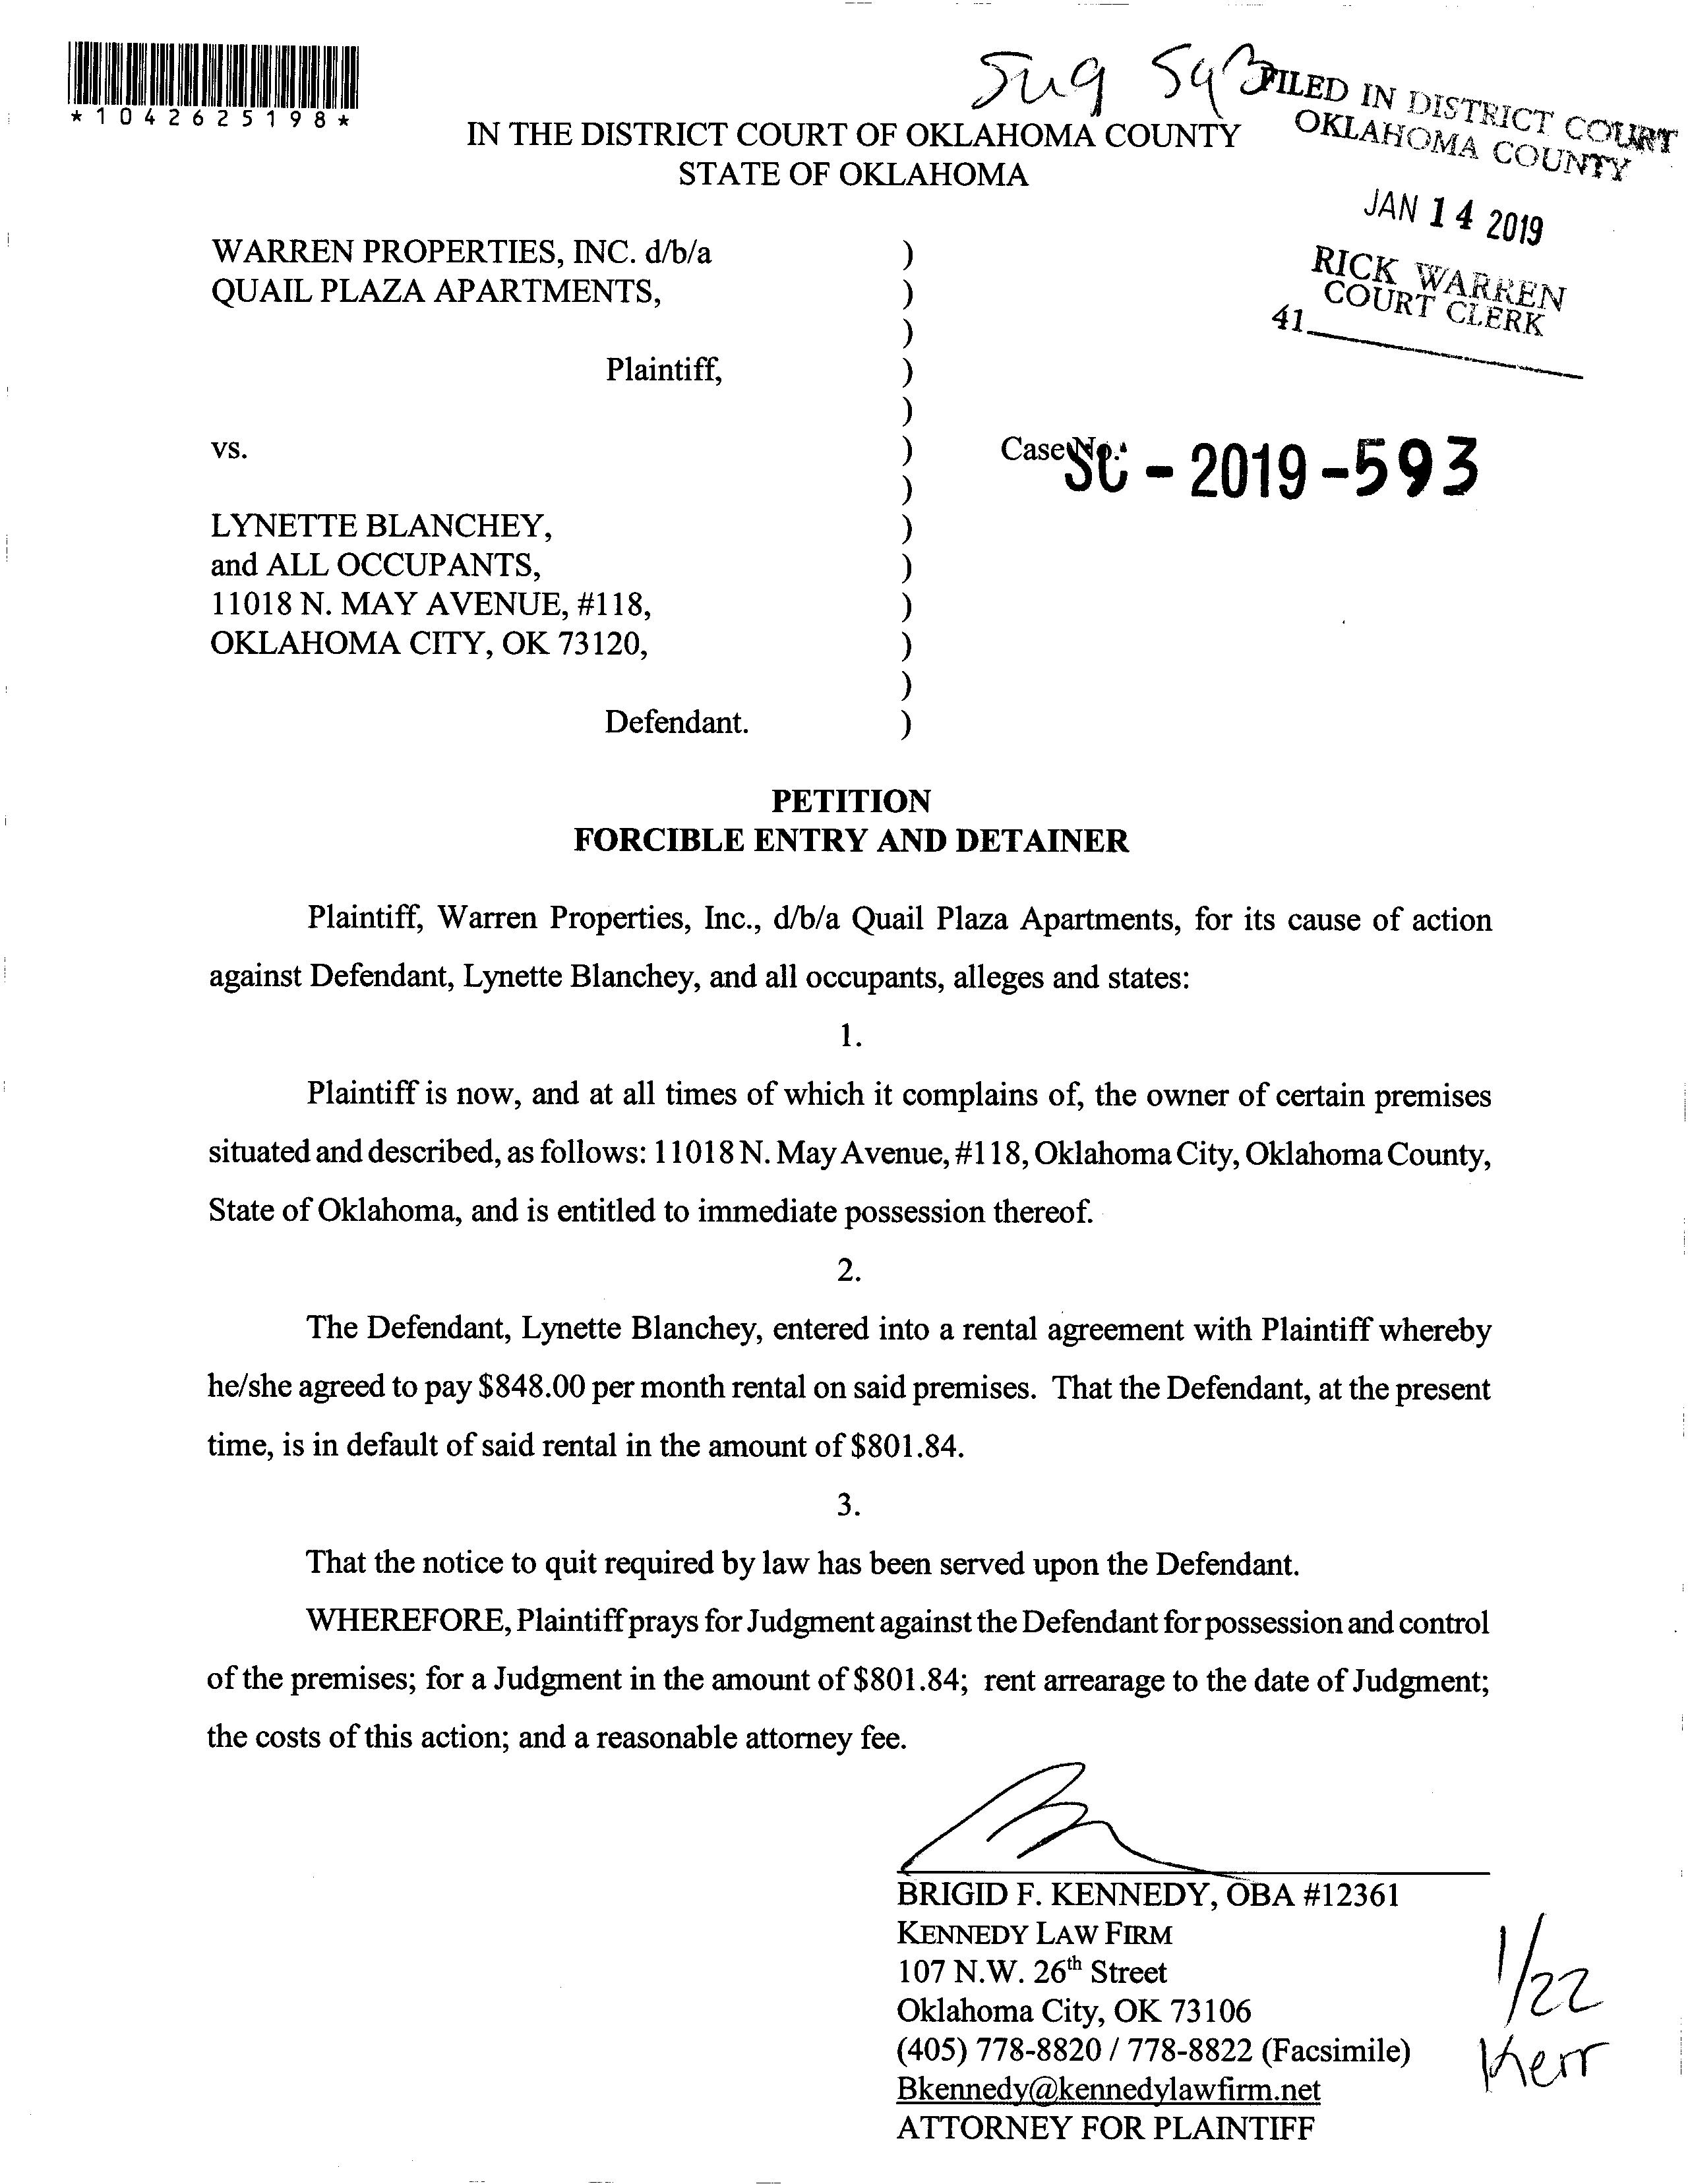 *1042625198*
FILED IN DISTRICT COURT
OKLAHOMA COUNTY
JAN 14 2019
RICK WARREN
COURT CLERK
41
IN THE DISTRICT COURT OF OKLAHOMA COUNTY
STATE OF OKLAHOMA
WARREN PROPERTIES, INC. d/b/a )
QUAIL PLAZA APARTMENTS, )
)
Plaintiff, )
)
vs. ) Case No.: SC - 2019 - 593
)
LYNETTE BLANCHEY, )
and ALL OCCUPANTS, )
11018 N. MAY AVENUE, #118, )
OKLAHOMA CITY, OK 73120, )
)
Defendant. )
PETITION
FORCIBLE ENTRY AND DETAINER
Plaintiff, Warren Properties, Inc., d/b/a Quail Plaza Apartments, for its cause of action
against Defendant, Lynette Blanchey, and all occupants, alleges and states:
1.
Plaintiff is now, and at all times of which it complains of, the owner of certain premises
situated and described, as follows: 11018 N. May Avenue, #118, Oklahoma City, Oklahoma County,
State of Oklahoma, and is entitled to immediate possession thereof.
2.
The Defendant, Lynette Blanchey, entered into a rental agreement with Plaintiff whereby
he/she agreed to pay $848.00 per month rental on said premises. That the Defendant, at the present
time, is in default of said rental in the amount of $801.84.
3.
That the notice to quit required by law has been served upon the Defendant.
WHEREFORE, Plaintiff prays for Judgment against the Defendant for possession and control
of the premises; for a Judgment in the amount of $801.84; rent arrearage to the date of Judgment;
the costs of this action; and a reasonable attorney fee.
BRIGID F. KENNEDY, OBA #12361
KENNEDY LAW FIRM
107 N.W. 26th Street
Oklahoma City, OK 73106
(405) 778-8820 / 778-8822 (Facsimile)
Bkennedy@kennedylawfirm.net
ATTORNEY FOR PLAINTIFF
1/22
Kerr